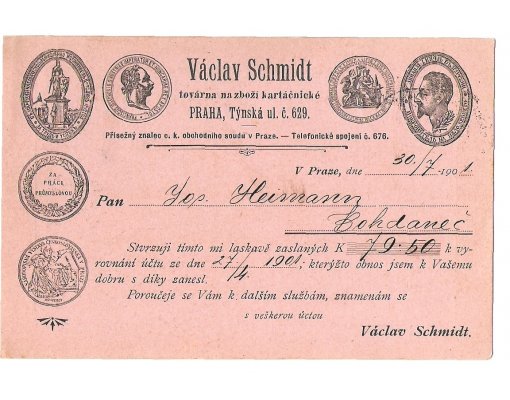 Václav Schmidt
továrna na zboží kartáčnické
PRAHA, Týnská ul. č. 629.
Přísežný znalec c. k. obchodního soudu v Praze. — Telefonické spojení č. 676.
ZA
PRÁCI
PRŮMYSLOVOU
V Praze, dne 30/7 1901.
Pan Jos. Heimann
Bohdaneč
Stvrzuji tímto mi laskavě zaslaných K 79·50 k vy-
rovnání účtu ze dne 27/4 1901, kterýžto obnos jsem k Vašemu
dobru s díky zanesl.
Poroučeje se Vám k dalším službám, znamenám se
s veškerou úctou
Václav Schmidt.